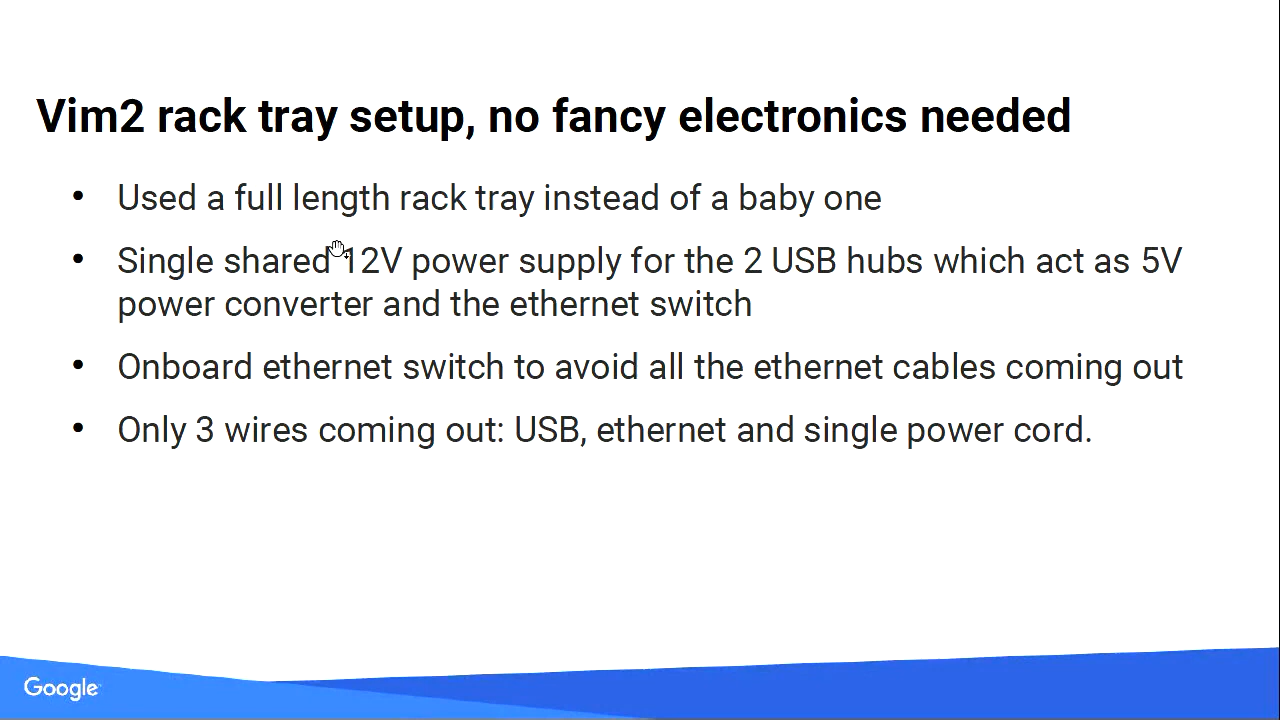 Vim2 rack tray setup, no fancy electronics needed
• Used a full length rack tray instead of a baby one
• Single shared 12V power supply for the 2 USB hubs which act as 5V
power converter and the ethernet switch
• Onboard ethernet switch to avoid all the ethernet cables coming out
• Only 3 wires coming out: USB, ethernet and single power cord.
Google